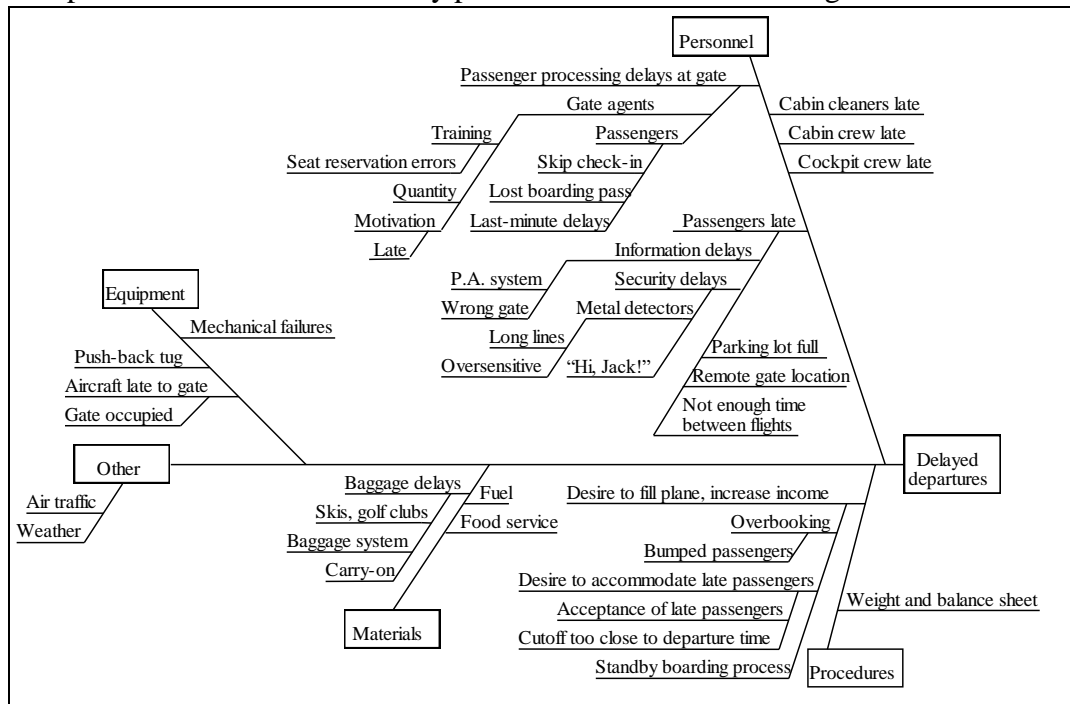 Personnel
Passenger processing delays at gate
Gate agents
Cabin cleaners late
Training
Passengers
Cabin crew late
Seat reservation errors
Skip check-in
Cockpit crew late
Quantity
Lost boarding pass
Motivation
Last-minute delays
Passengers late
Late
Information delays
P.A. system
Security delays
Equipment
Wrong gate
Metal detectors
Mechanical failures
Long lines
Parking lot full
Push-back tug
Oversensitive
“Hi, Jack!”
Remote gate location
Aircraft late to gate
Not enough time
between flights
Gate occupied
Other
Delayed
departures
Baggage delays
Fuel
Desire to fill plane, increase income
Air traffic
Skis, golf clubs
Food service
Overbooking
Weather
Baggage system
Bumped passengers
Carry-on
Desire to accommodate late passengers
Acceptance of late passengers
Weight and balance sheet
Materials
Cutoff too close to departure time
Standby boarding process
Procedures